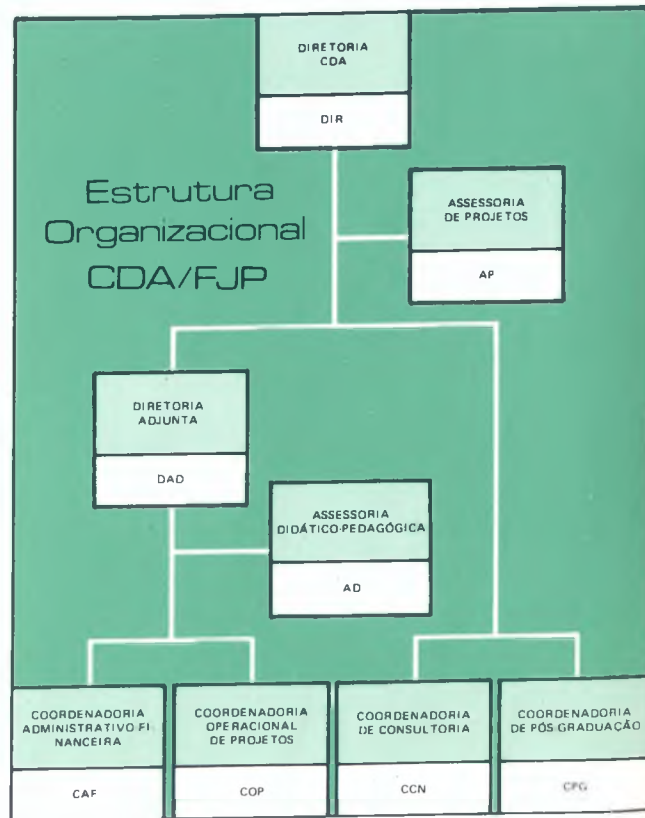 DIRETORIA
CDA
DIR
Estrutura
Organizacional
CDA/FJP
ASSESSORIA
DE PROJETOS
AP
DIRETORIA
ADJUNTA
DAD
ASSESSORIA
DIDÁTICO-PEDAGÓGICA
AD
COORDENADORIA
ADMINISTRATIVO FI
NANCEIRA
CAF
COORDENADORIA
OPERACIONAL
DE PROJETOS
COP
COORDENADORIA
DE CONSULTORIA
CCN
COORDENADORIA
DE PÓS-GRADUAÇÃO
CPG